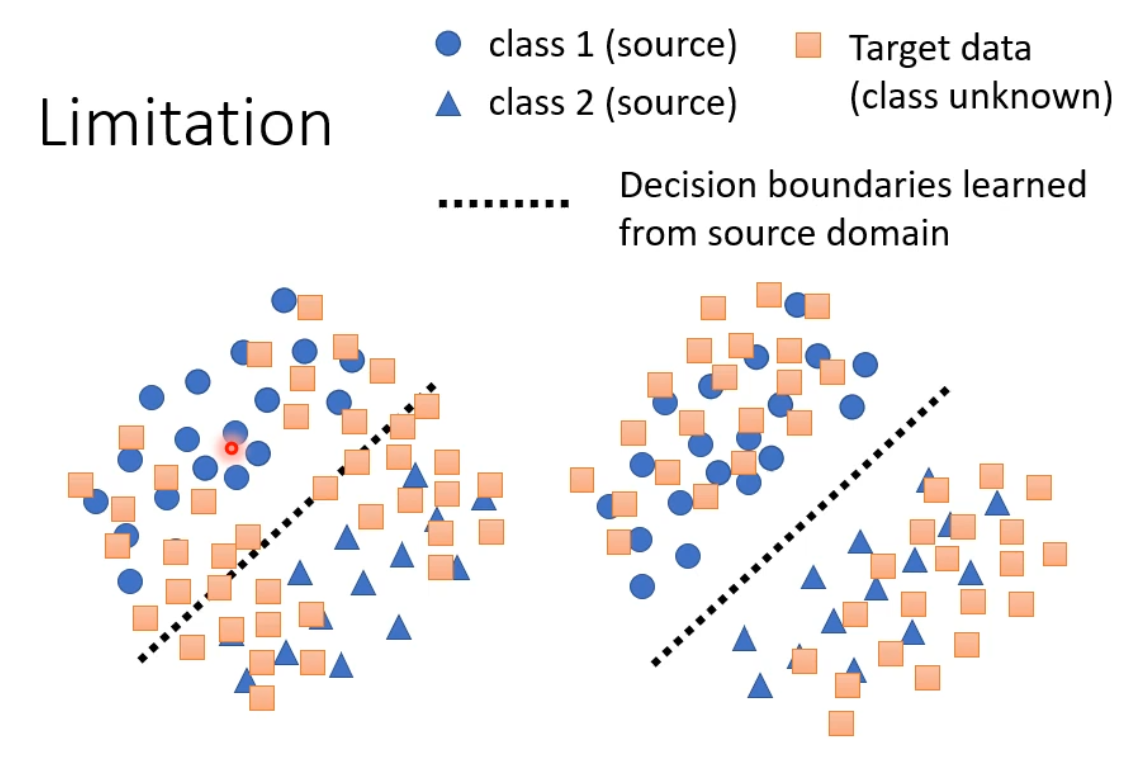 Limitation
class 1 (source)
class 2 (source)
Target data
(class unknown)
Decision boundaries learned
from source domain